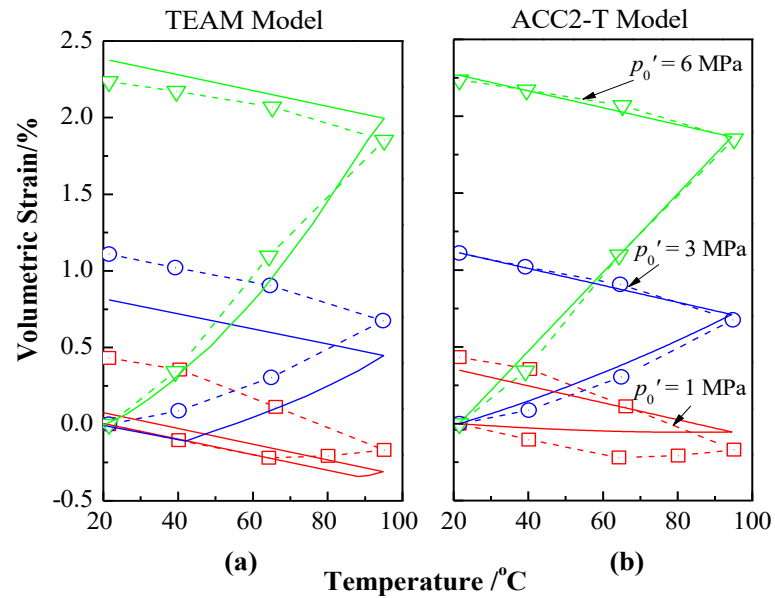 TEAM Model
ACC2-T Model
2.5
2.0
1.5
1.0
0.5
0.0
-0.5
Volumetric Strain/%
p₀′ = 6 MPa
p₀′ = 3 MPa
p₀′ = 1 MPa
20 40 60 80 100
20 40 60 80 100
(a)
(b)
Temperature /°C